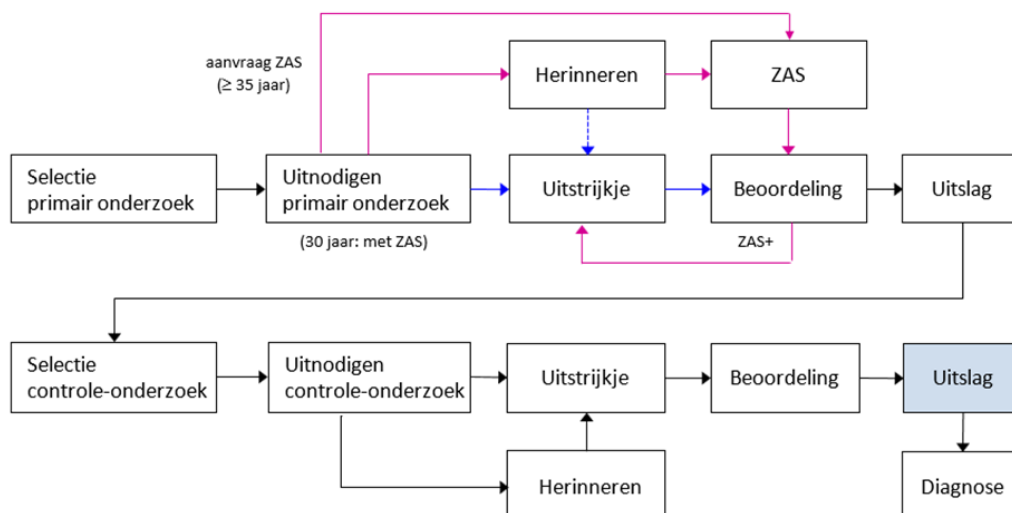 aanvraag ZAS
(≥ 35 jaar)
Herinneren
ZAS
Selectie
primair onderzoek
Uitnodigen
primair onderzoek
Uitstrijkje
Beoordeling
Uitslag
(30 jaar: met ZAS)
ZAS+
Selectie
controle-onderzoek
Uitnodigen
controle-onderzoek
Uitstrijkje
Beoordeling
Uitslag
Herinneren
Diagnose